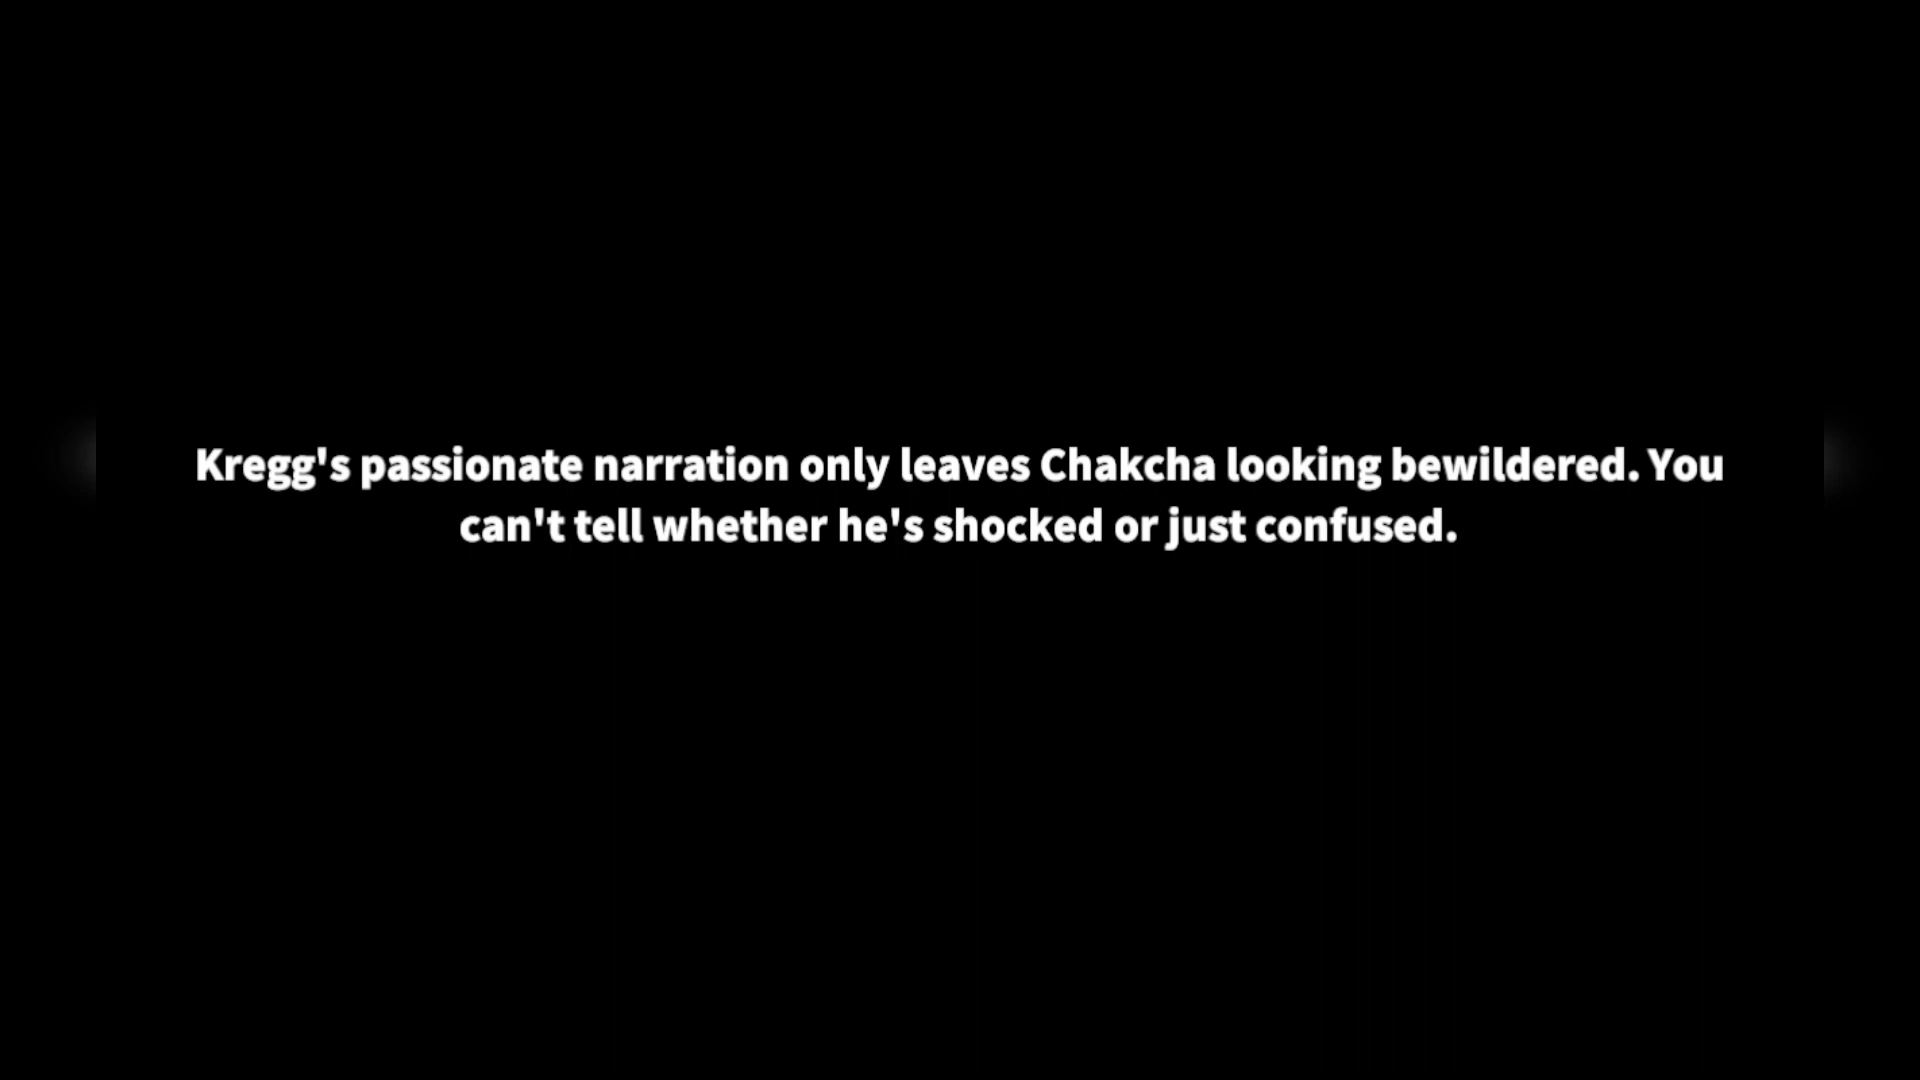 Kregg's passionate narration only leaves Chakcha looking bewildered. You
can't tell whether he's shocked or just confused.